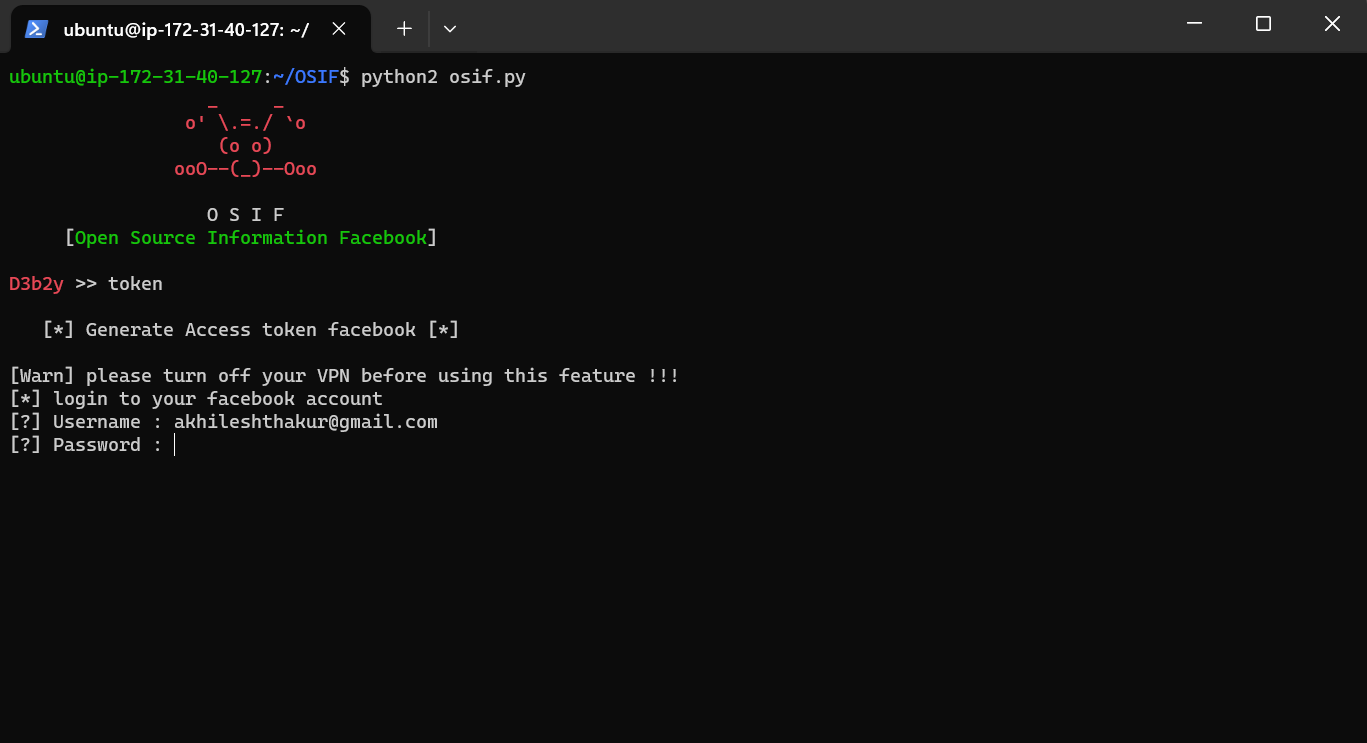 ubuntu@ip-172-31-40-127: ~/
ubuntu@ip-172-31-40-127:~/OSIF$ python2 osif.py
                  _     _
                o' \.=./ `o
                   (o o)
               ooO--(_)--Ooo
                  O S I F
     [Open Source Information Facebook]
D3b2y >> token
   [*] Generate Access token facebook [*]
[Warn] please turn off your VPN before using this feature !!!
[*] login to your facebook account
[?] Username : akhileshthakur@gmail.com
[?] Password :